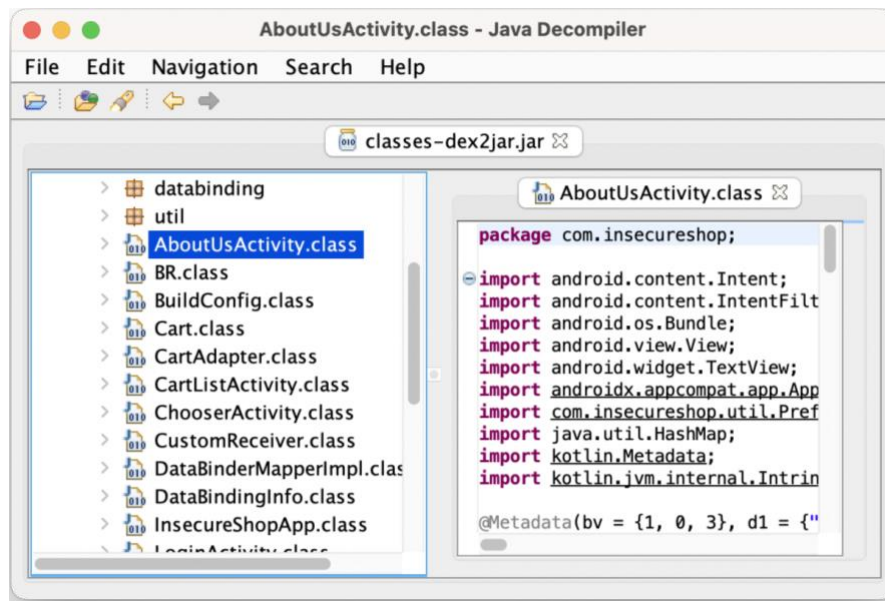 AboutUsActivity.class - Java Decompiler
File Edit Navigation Search Help
classes-dex2jar.jar
databinding
util
AboutUsActivity.class
BR.class
BuildConfig.class
Cart.class
CartAdapter.class
CartListActivity.class
ChooserActivity.class
CustomReceiver.class
DataBinderMapperImpl.clas
DataBindingInfo.class
InsecureShopApp.class
LoginActivity.class
AboutUsActivity.class
package com.insecureshop;
import android.content.Intent;
import android.content.IntentFilt
import android.os.Bundle;
import android.view.View;
import android.widget.TextView;
import androidx.appcompat.app.App
import com.insecureshop.util.Pref
import java.util.HashMap;
import kotlin.Metadata;
import kotlin.jvm.internal.Intrin
@Metadata(bv = {1, 0, 3}, d1 = {"